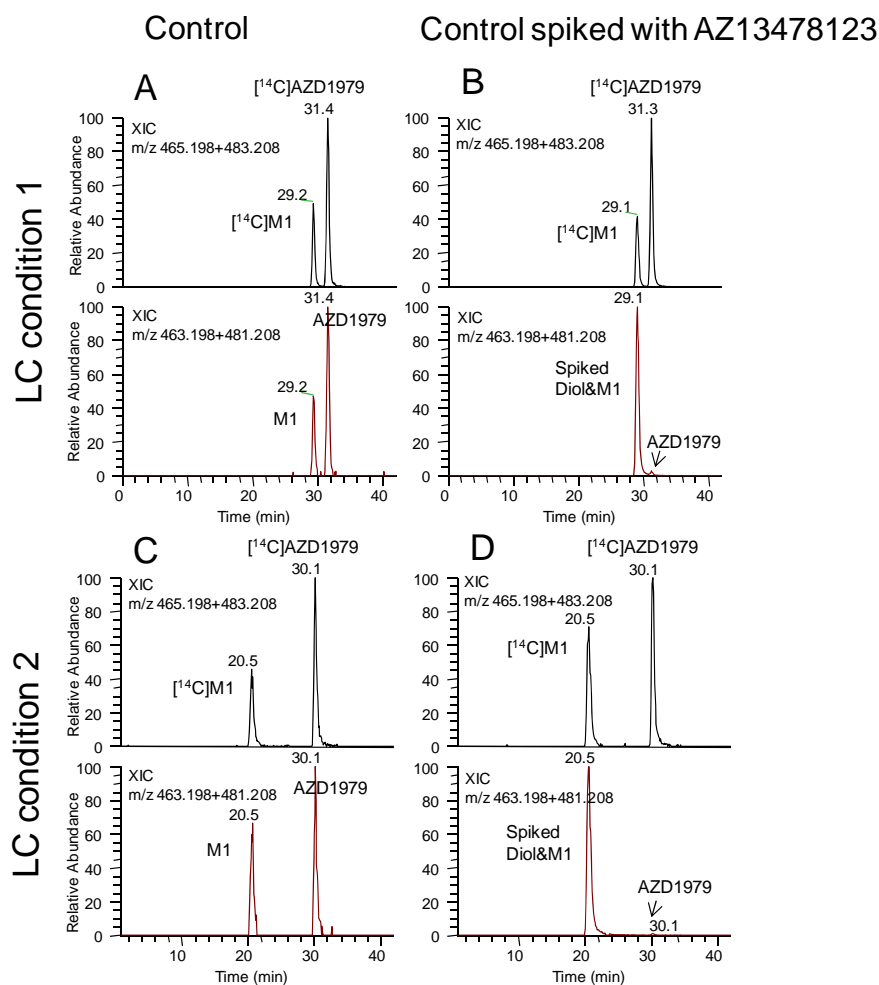 Control
Control spiked with AZ13478123
LC condition 1
A
[14C]AZD1979
31.4
XIC
m/z 465.198+483.208
29.2
[14C]M1
Relative Abundance
100
80
60
40
20
0
31.4
AZD1979
XIC
m/z 463.198+481.208
29.2
M1
Relative Abundance
100
80
60
40
20
0
0 10 20 30 40
Time (min)
B
[14C]AZD1979
31.3
XIC
m/z 465.198+483.208
29.1
[14C]M1
100
80
60
40
20
0
29.1
XIC
m/z 463.198+481.208
Spiked
Diol&M1
AZD1979
100
80
60
40
20
0
0 10 20 30 40
Time (min)
LC condition 2
C
[14C]AZD1979
30.1
XIC
m/z 465.198+483.208
20.5
[14C]M1
Relative Abundance
100
80
60
40
20
0
30.1
XIC
m/z 463.198+481.208
AZD1979
20.5
M1
Relative Abundance
100
80
60
40
20
0
10 20 30 40
Time (min)
D
[14C]AZD1979
30.1
XIC
m/z 465.198+483.208
20.5
[14C]M1
100
80
60
40
20
0
20.5
XIC
m/z 463.198+481.208
Spiked
Diol&M1
AZD1979
30.1
100
80
60
40
20
0
10 20 30 40
Time (min)